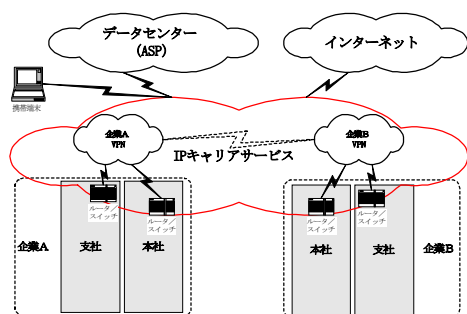 データセンター
(ASP)
インターネット
携帯端末
企業A
VPN
企業B
VPN
IPキャリアサービス
ルータ／
スイッチ
ルータ／
スイッチ
ルータ／
スイッチ
ルータ／
スイッチ
企業A
支社
本社
本社
支社
企業B